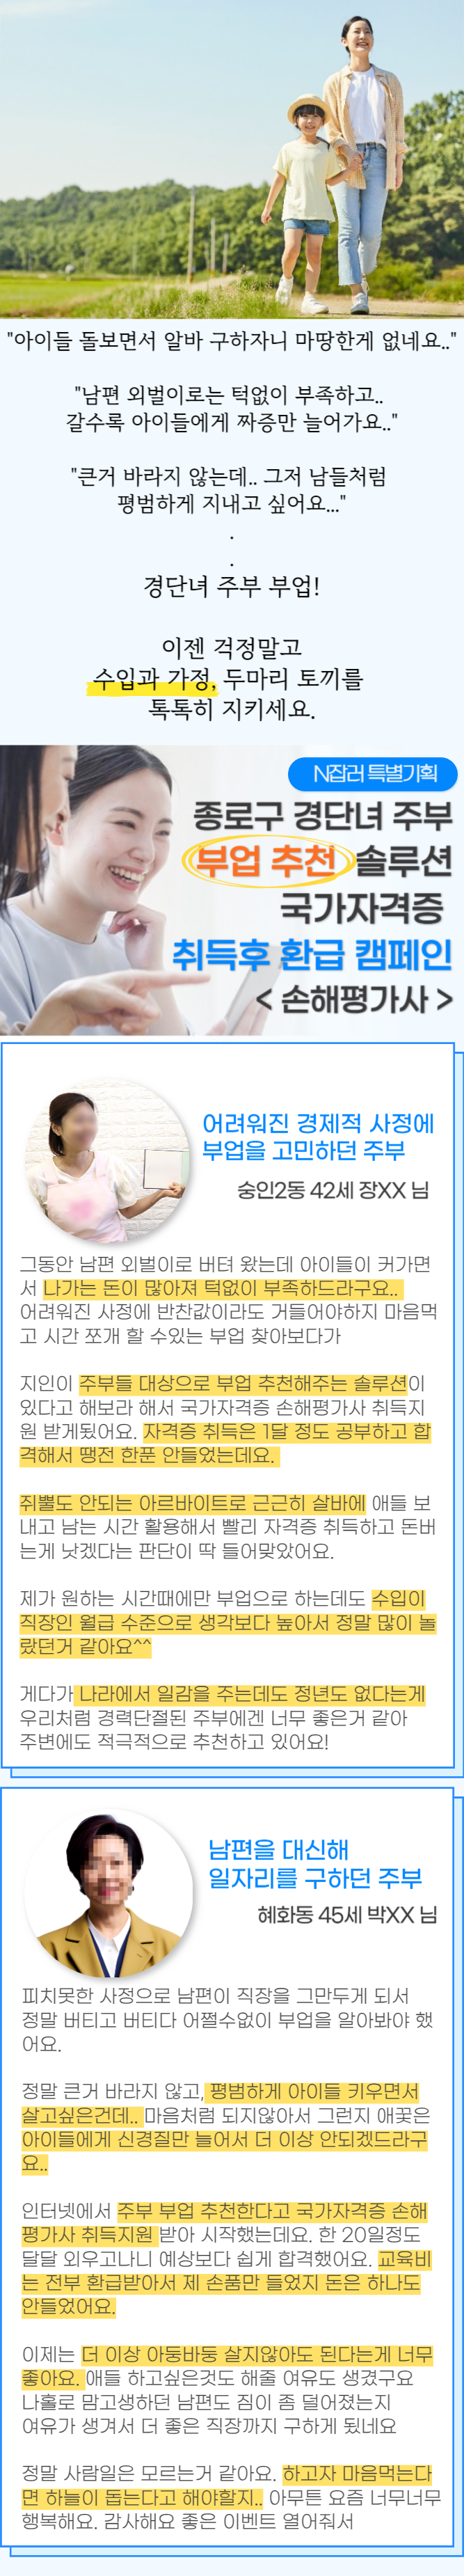 "아이들 돌보면서 알바 구하자니 마땅한게 없네요.."
"남편 외벌이로는 턱없이 부족하고..
갈수록 아이들에게 짜증만 늘어가요.."
"큰거 바라지 않는데.. 그저 남들처럼
평범하게 지내고 싶어요..."
.
.
경단녀 주부 부업!
이젠 걱정말고
수입과 가정, 두마리 토끼를
톡톡히 지키세요.
N잡러 특별기획
종로구 경단녀 주부
부업 추천 솔루션
국가자격증
취득후 환급 캠페인
< 손해평가사 >
어려워진 경제적 사정에
부업을 고민하던 주부
숭인2동 42세 장XX 님
그동안 남편 외벌이로 버텨 왔는데 아이들이 커가면
서 나가는 돈이 많아져 턱없이 부족하드라구요..
어려워진 사정에 반찬값이라도 거들어야하지 마음먹
고 시간 쪼개 할 수있는 부업 찾아보다가
지인이 주부들 대상으로 부업 추천해주는 솔루션이
있다고 해보라 해서 국가자격증 손해평가사 취득지
원 받게됬어요. 자격증 취득은 1달 정도 공부하고 합
격해서 땡전 한푼 안들었는데요.
쥐뿔도 안되는 아르바이트로 근근히 살바에 애들 보
내고 남는 시간 활용해서 빨리 자격증 취득하고 돈버
는게 낫겠다는 판단이 딱 들어맞았어요.
제가 원하는 시간때에만 부업으로 하는데도 수입이
직장인 월급 수준으로 생각보다 높아서 정말 많이 놀
랐던거 같아요^^
게다가 나라에서 일감을 주는데도 정년도 없다는게
우리처럼 경력단절된 주부에겐 너무 좋은거 같아
주변에도 적극적으로 추천하고 있어요!
남편을 대신해
일자리를 구하던 주부
혜화동 45세 박XX 님
피치못한 사정으로 남편이 직장을 그만두게 되서
정말 버티고 버티다 어쩔수없이 부업을 알아봐야 했
어요.
정말 큰거 바라지 않고, 평범하게 아이들 키우면서
살고싶은건데.. 마음처럼 되지않아서 그런지 애꿎은
아이들에게 신경질만 늘어서 더 이상 안되겠드라구
요..
인터넷에서 주부 부업 추천한다고 국가자격증 손해
평가사 취득지원 받아 시작했는데요. 한 20일정도
달달 외우고나니 예상보다 쉽게 합격했어요. 교육비
는 전부 환급받아서 제 손품만 들었지 돈은 하나도
안들었어요.
이제는 더 이상 아둥바둥 살지않아도 된다는게 너무
좋아요. 애들 하고싶은것도 해줄 여유도 생겼구요
나홀로 맘고생하던 남편도 짐이 좀 덜어졌는지
여유가 생겨서 더 좋은 직장까지 구하게 됬네요
정말 사람일은 모르는거 같아요. 하고자 마음먹는다
면 하늘이 돕는다고 해야할지.. 아무튼 요즘 너무너무
행복해요. 감사해요 좋은 이벤트 열어줘서